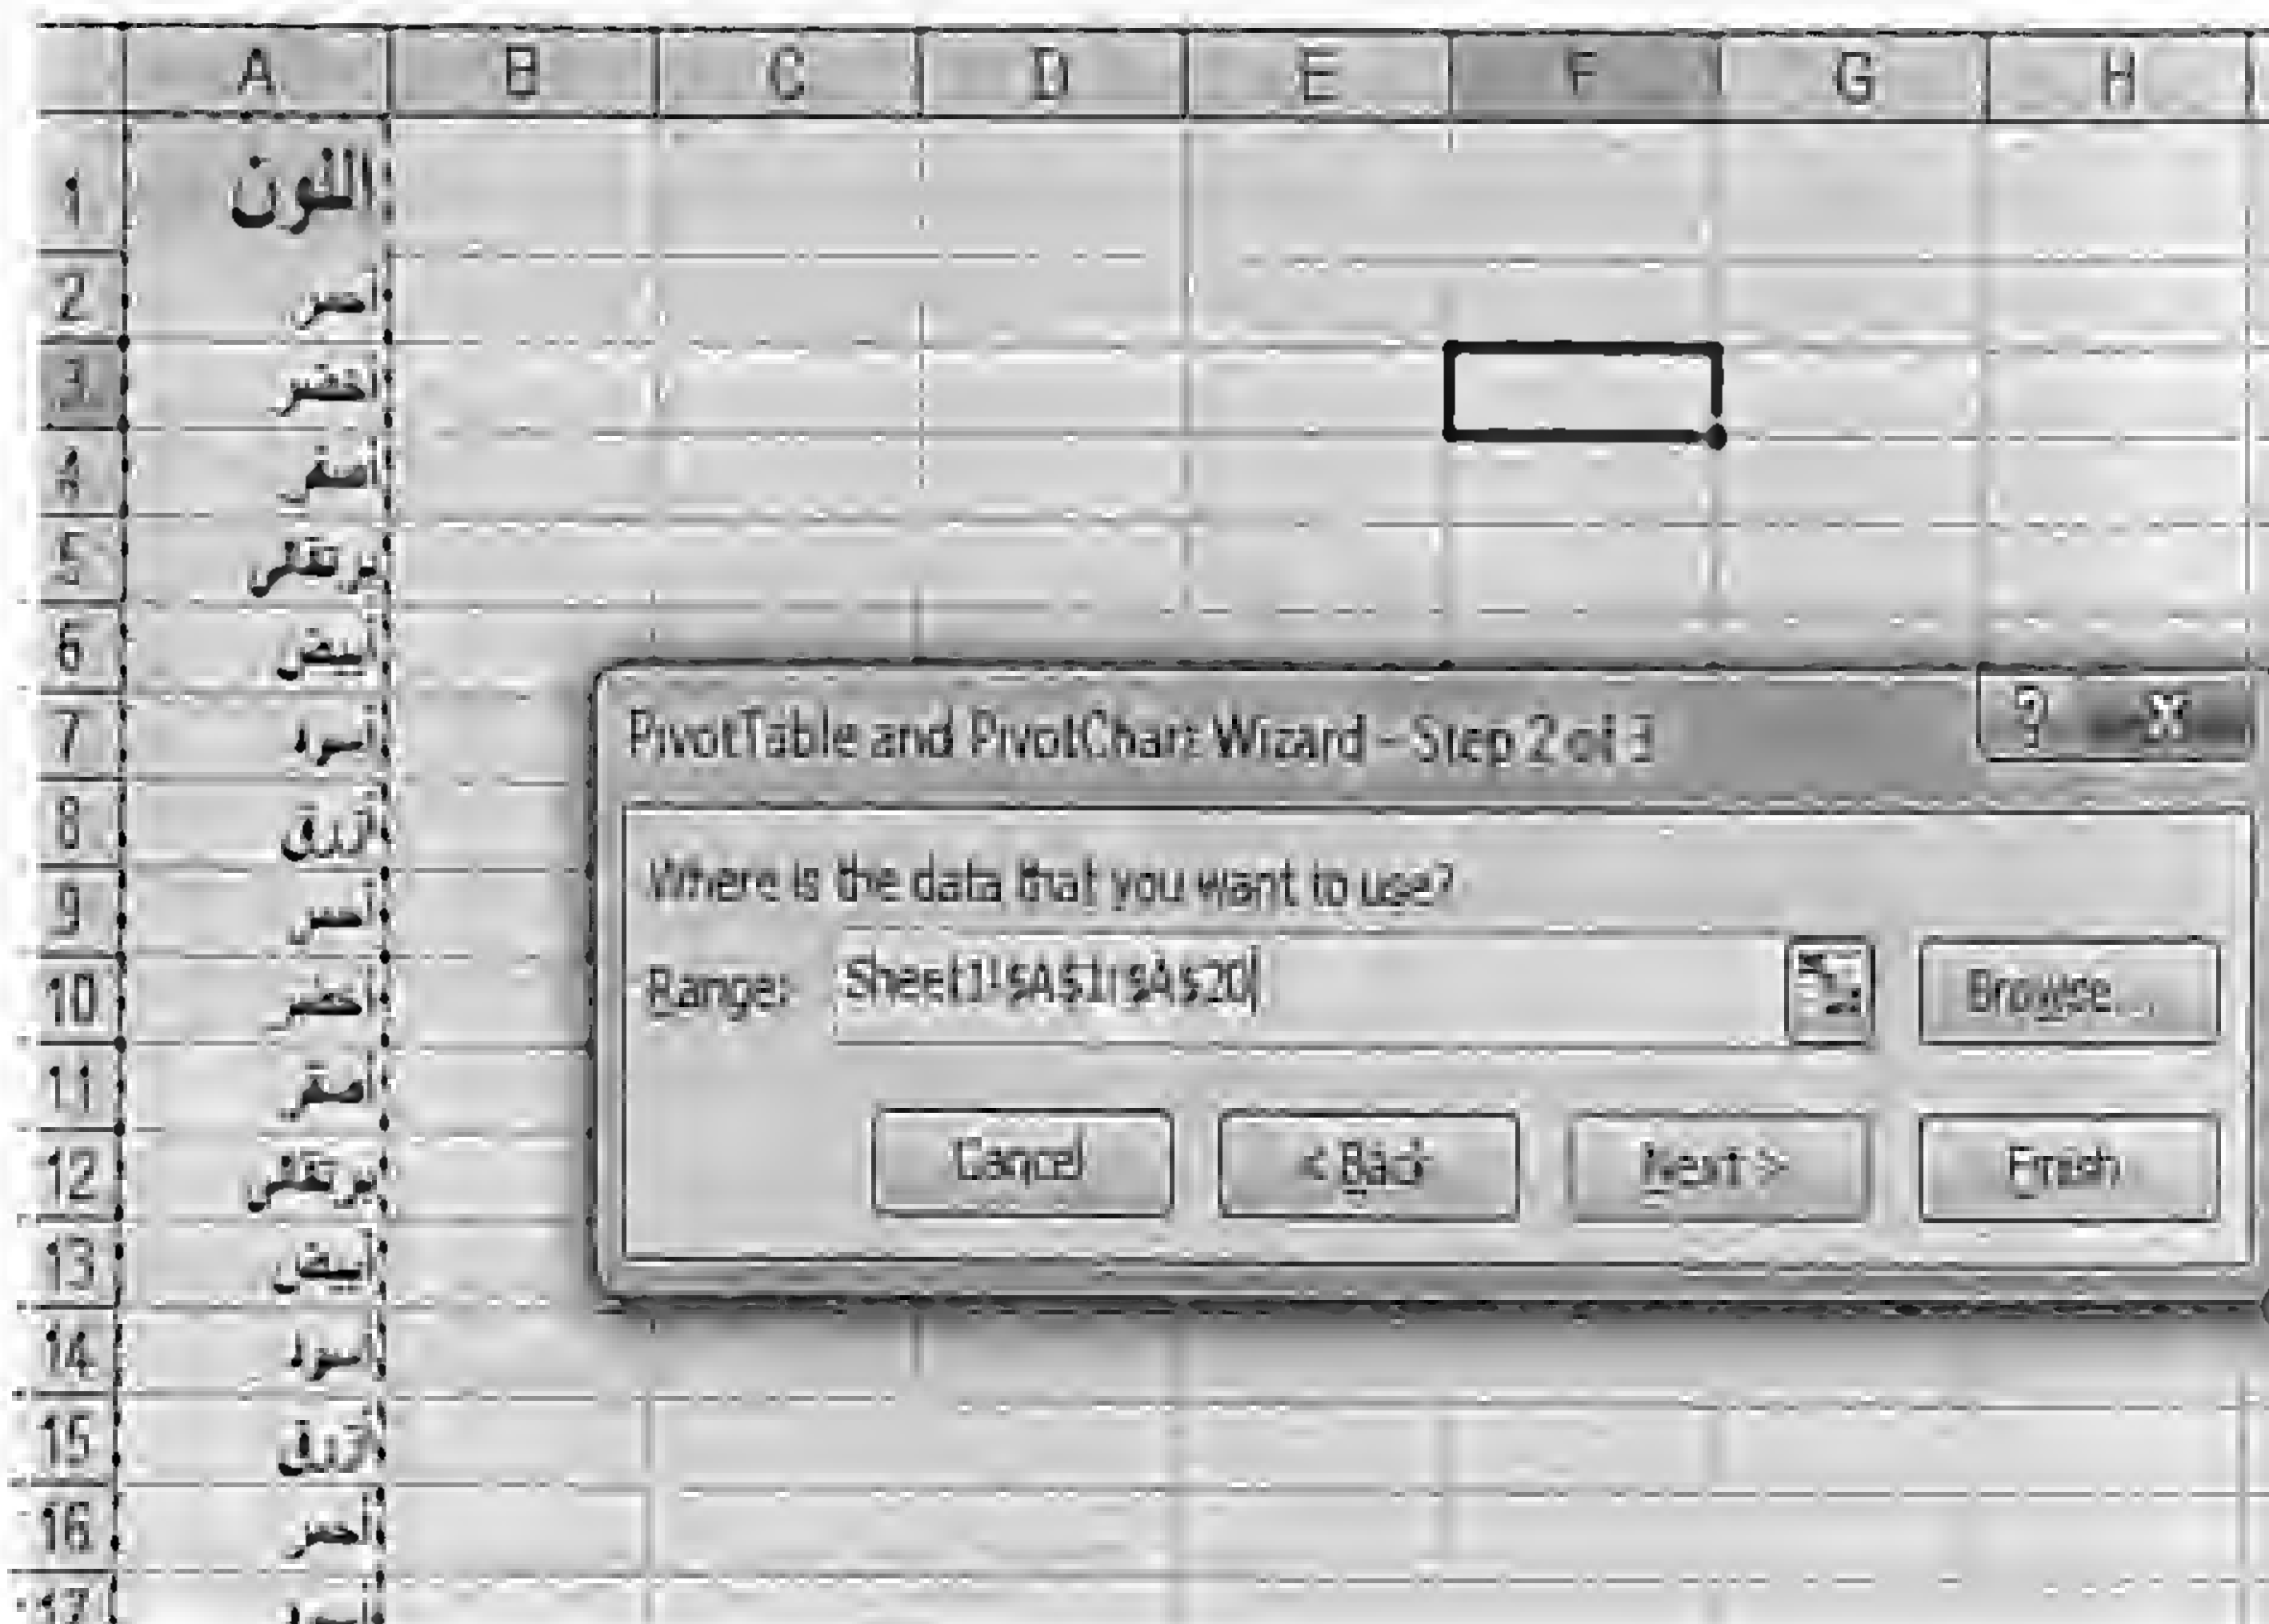 A B C D E F G H
1 اللون
2 أحمر
3 أخضر
4 أصفر
5 برتقالى
6 أبيض
7 أسود
8 أزرق
9 أحمر
10 أخضر
11 أصفر
12 برتقالى
13 أبيض
14 أسود
15 أزرق
16 أحمر
17 أسود
PivotTable and PivotChart Wizard - Step 2 of 3
Where is the data that you want to use?
Range: Sheet1!$A$1:$A$20 Browse...
Cancel < Back Next > Finish